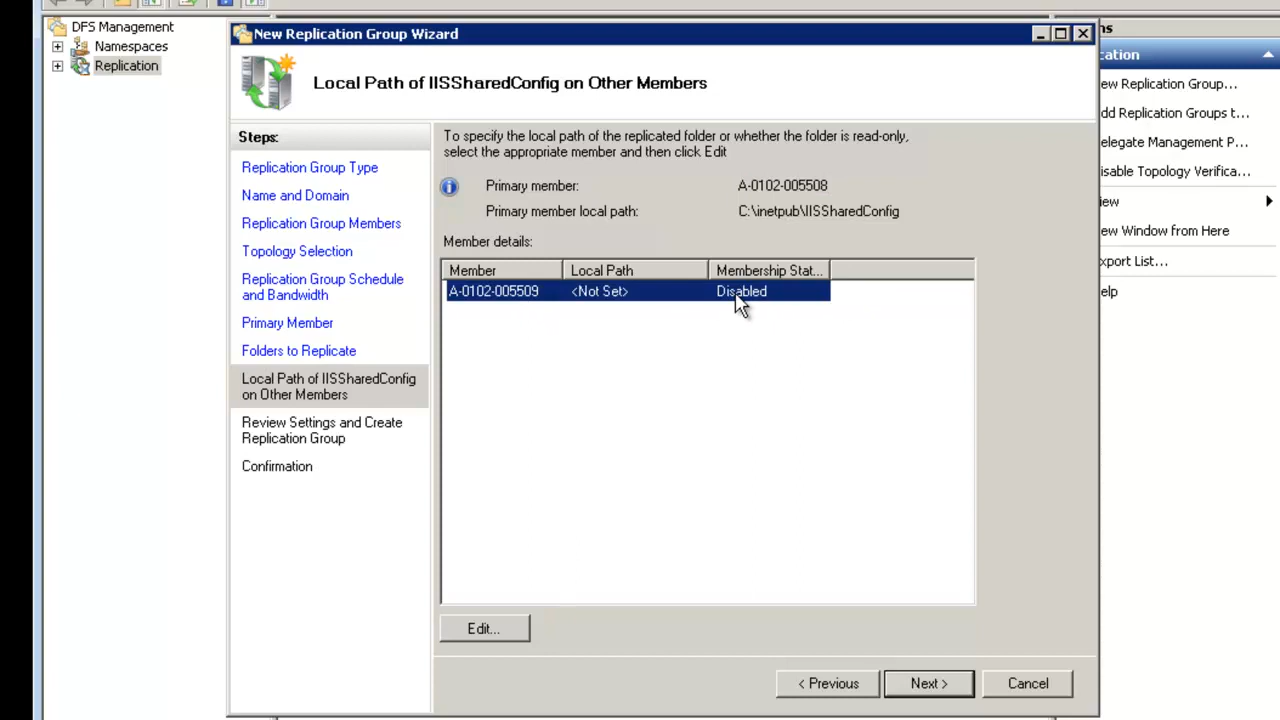 DFS Management
Namespaces
Replication
New Replication Group Wizard
Local Path of IISSharedConfig on Other Members
Steps:
Replication Group Type
Name and Domain
Replication Group Members
Topology Selection
Replication Group Schedule
and Bandwidth
Primary Member
Folders to Replicate
Local Path of IISSharedConfig
on Other Members
Review Settings and Create
Replication Group
Confirmation
To specify the local path of the replicated folder or whether the folder is read-only,
select the appropriate member and then click Edit
Primary member: A-0102-005508
Primary member local path: C:\inetpub\IISSharedConfig
Member details:
Member Local Path Membership Stat...
A-0102-005509 <Not Set> Disabled
Edit...
< Previous Next > Cancel
ns
cation
ew Replication Group...
dd Replication Groups t...
elegate Management P...
isable Topology Verifica...
iew
ew Window from Here
xport List...
elp